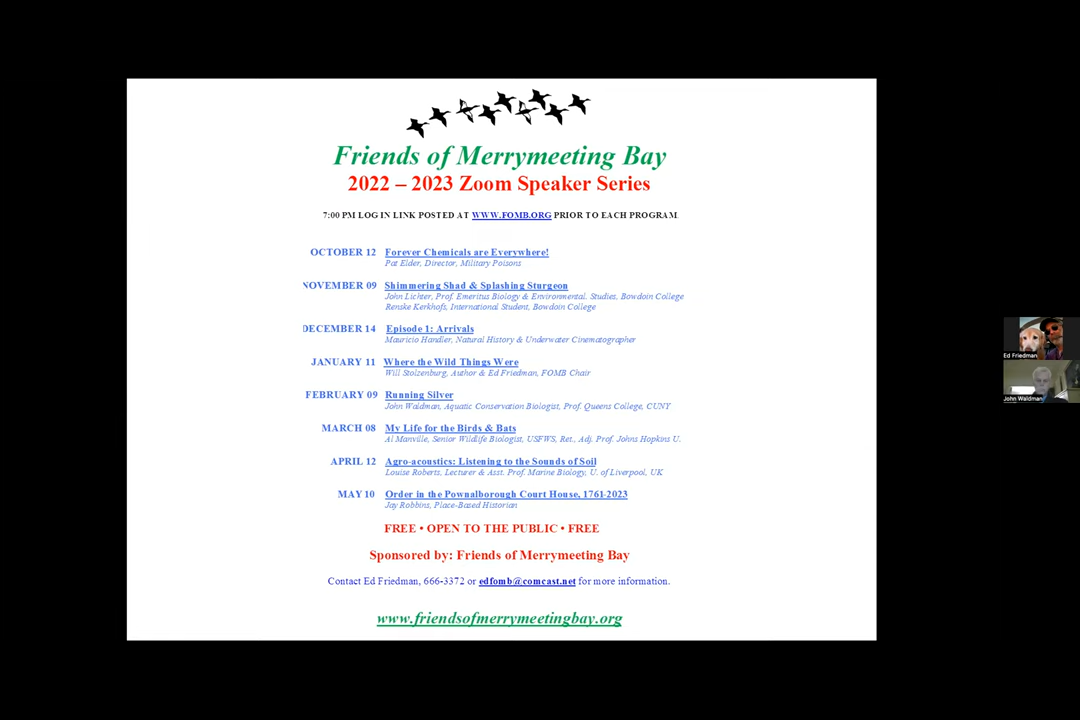 Friends of Merrymeeting Bay
2022 – 2023 Zoom Speaker Series
7:00 PM LOG IN LINK POSTED AT WWW.FOMB.ORG PRIOR TO EACH PROGRAM
OCTOBER 12 Forever Chemicals are Everywhere!
Pat Elder, Director, Military Poisons
NOVEMBER 09 Shimmering Shad & Splashing Sturgeon
John Lichter, Prof. Emeritus Biology & Environmental. Studies, Bowdoin College
Renske Kerkhofs, International Student, Bowdoin College
DECEMBER 14 Episode 1: Arrivals
Mauricio Handler, Natural History & Underwater Cinematographer
JANUARY 11 Where the Wild Things Were
Will Stolzenburg, Author & Ed Friedman, FOMB Chair
FEBRUARY 09 Running Silver
John Waldman, Aquatic Conservation Biologist, Prof. Queens College, CUNY
MARCH 08 My Life for the Birds & Bats
Al Manville, Senior Wildlife Biologist, USFWS, Ret., Adj. Prof. Johns Hopkins U.
APRIL 12 Agro-acoustics: Listening to the Sounds of Soil
Louise Roberts, Lecturer & Asst. Prof. Marine Biology, U. of Liverpool, UK
MAY 10 Order in the Pownalborough Court House, 1761-2023
Jay Robbins, Place-Based Historian
FREE • OPEN TO THE PUBLIC • FREE
Sponsored by: Friends of Merrymeeting Bay
Contact Ed Friedman, 666-3372 or edfomb@comcast.net for more information.
www.friendsofmerrymeetingbay.org
Ed Friedman
John Waldman